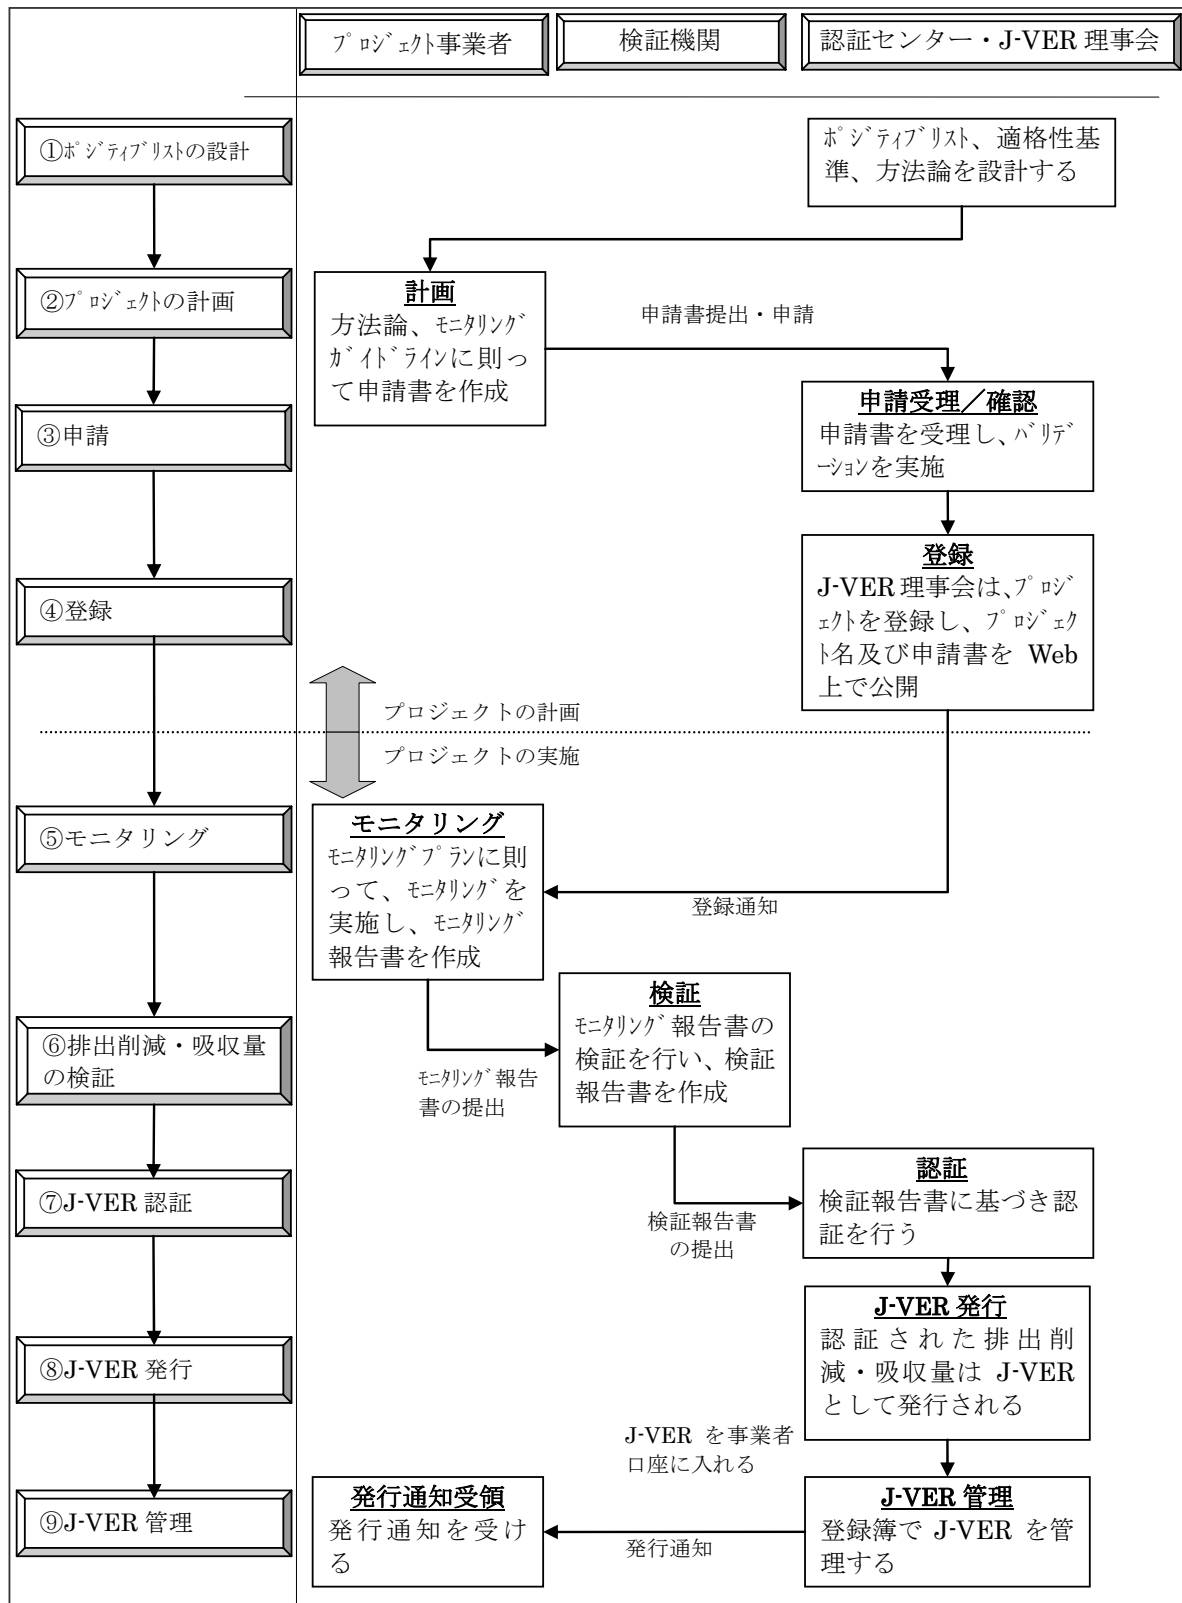 プロジェクト事業者
検証機関
認証センター・J-VER 理事会
①ポジティブリストの設計
ポジティブリスト、適格性基
準、方法論を設計する
②プロジェクトの計画
計画
方法論、モニタリング
ガイドラインに則っ
て申請書を作成
申請書提出・申請
③申請
申請受理／確認
申請書を受理し、バリデ
ーションを実施
④登録
登録
J-VER 理事会は、プロジ
ェクトを登録し、プロジェク
ト名及び申請書を Web
上で公開
プロジェクトの計画
プロジェクトの実施
⑤モニタリング
モニタリング
モニタリングプランに則
って、モニタリングを
実施し、モニタリング
報告書を作成
登録通知
⑥排出削減・吸収量
の検証
モニタリング報告
書の提出
検証
モニタリング報告書の
検証を行い、検証
報告書を作成
⑦J-VER 認証
検証報告書
の提出
認証
検証報告書に基づき認
証を行う
⑧J-VER 発行
J-VER 発行
認証された排出削
減・吸収量は J-VER
として発行される
J-VER を事業者
口座に入れる
⑨J-VER 管理
発行通知受領
発行通知を受け
る
発行通知
J-VER 管理
登録簿で J-VER を管
理する